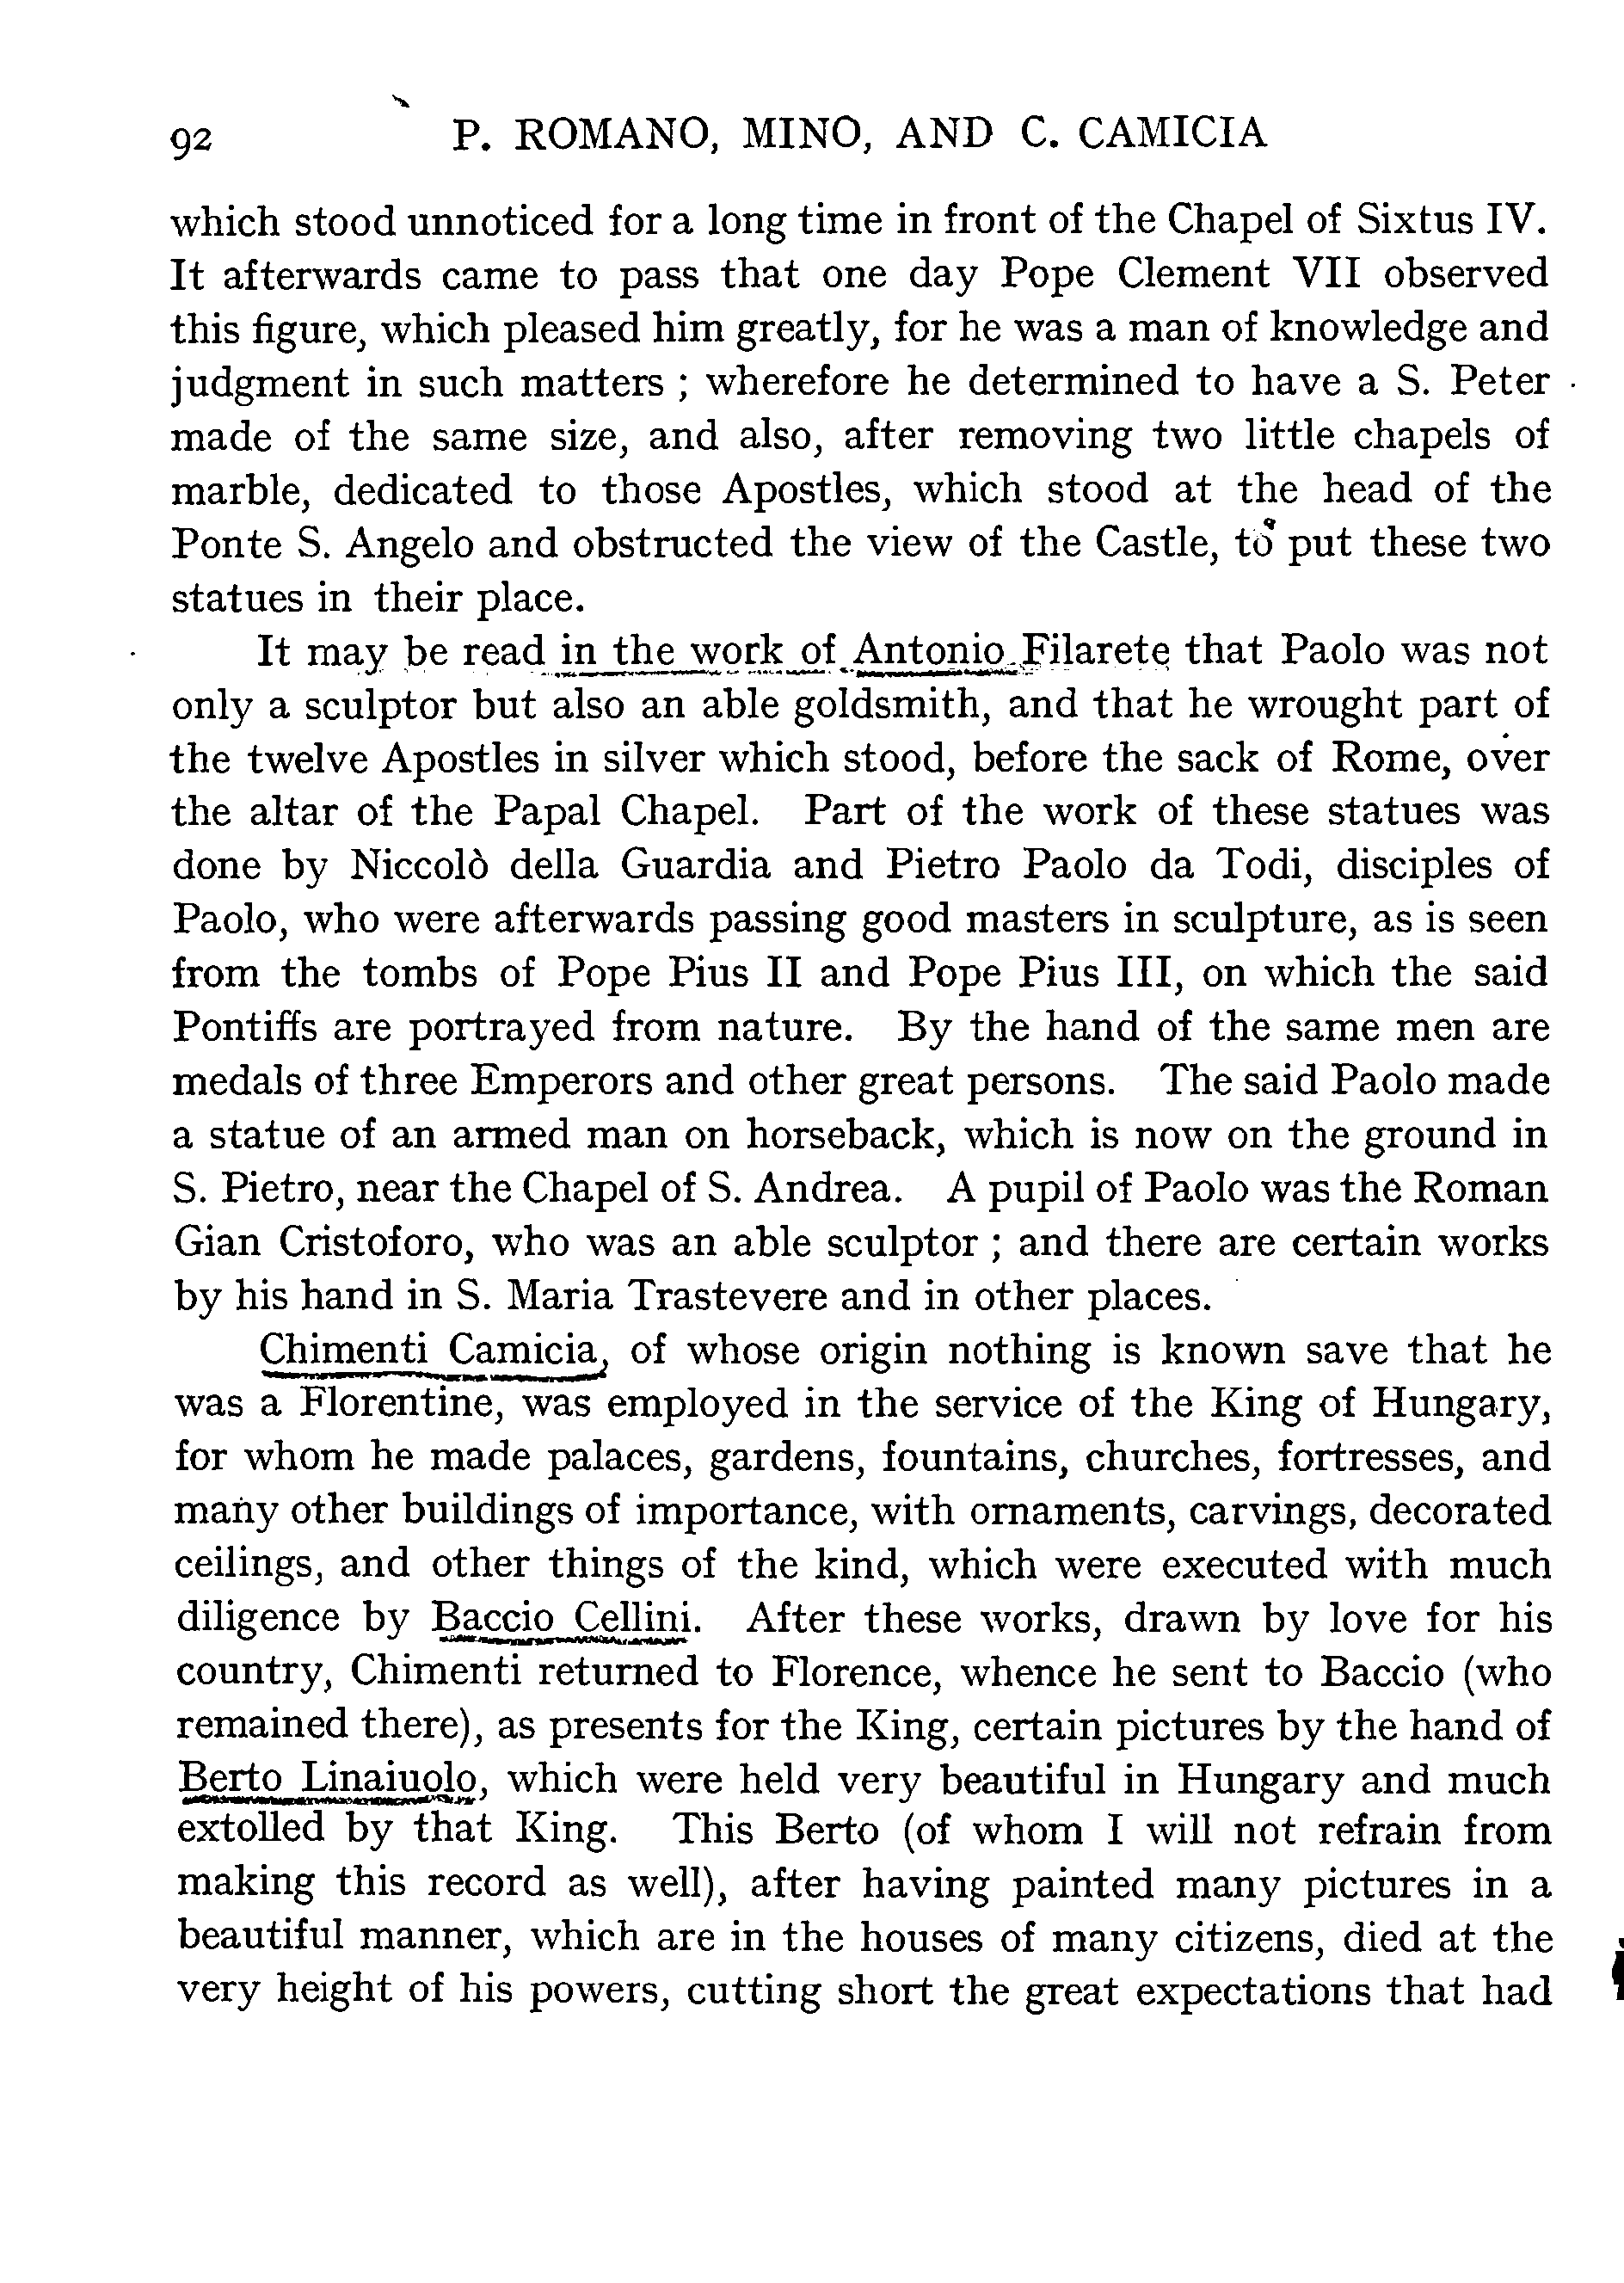 92 P. ROMANO, MINO, AND C. CAMICIA
which stood unnoticed for a long time in front of the Chapel of Sixtus IV.
It afterwards came to pass that one day Pope Clement VII observed
this figure, which pleased him greatly, for he was a man of knowledge and
judgment in such matters ; wherefore he determined to have a S. Peter
made of the same size, and also, after removing two little chapels of
marble, dedicated to those Apostles, which stood at the head of the
Ponte S. Angelo and obstructed the view of the Castle, to put these two
statues in their place.
It may be read in the work of Antonio Filarete that Paolo was not
only a sculptor but also an able goldsmith, and that he wrought part of
the twelve Apostles in silver which stood, before the sack of Rome, over
the altar of the Papal Chapel. Part of the work of these statues was
done by Niccolò della Guardia and Pietro Paolo da Todi, disciples of
Paolo, who were afterwards passing good masters in sculpture, as is seen
from the tombs of Pope Pius II and Pope Pius III, on which the said
Pontiffs are portrayed from nature. By the hand of the same men are
medals of three Emperors and other great persons. The said Paolo made
a statue of an armed man on horseback, which is now on the ground in
S. Pietro, near the Chapel of S. Andrea. A pupil of Paolo was the Roman
Gian Cristoforo, who was an able sculptor ; and there are certain works
by his hand in S. Maria Trastevere and in other places.
Chimenti Camicia, of whose origin nothing is known save that he
was a Florentine, was employed in the service of the King of Hungary,
for whom he made palaces, gardens, fountains, churches, fortresses, and
many other buildings of importance, with ornaments, carvings, decorated
ceilings, and other things of the kind, which were executed with much
diligence by Baccio Cellini. After these works, drawn by love for his
country, Chimenti returned to Florence, whence he sent to Baccio (who
remained there), as presents for the King, certain pictures by the hand of
Berto Linaiuolo, which were held very beautiful in Hungary and much
extolled by that King. This Berto (of whom I will not refrain from
making this record as well), after having painted many pictures in a
beautiful manner, which are in the houses of many citizens, died at the
very height of his powers, cutting short the great expectations that had